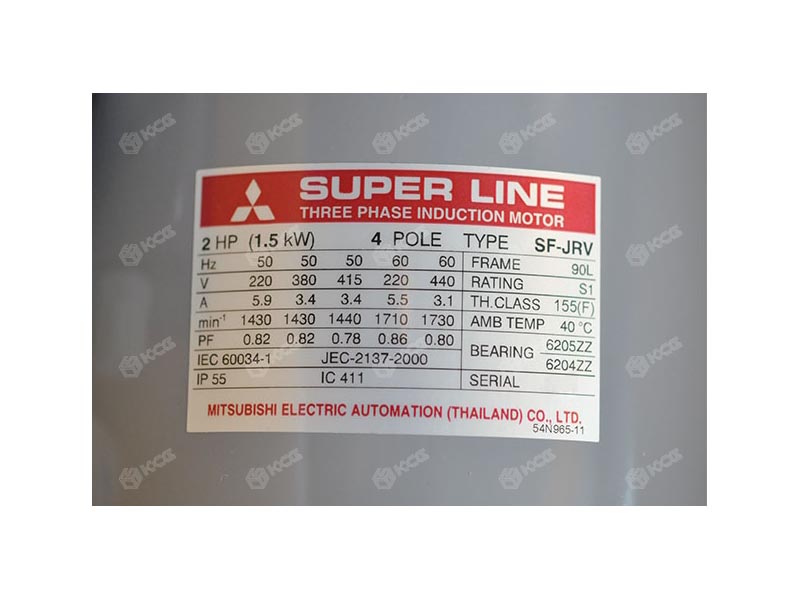 SUPER LINE
THREE PHASE INDUCTION MOTOR
2 HP (1.5 kW) 4 POLE TYPE SF-JRV
Hz 50 50 50 60 60 FRAME 90L
V 220 380 415 220 440 RATING S1
A 5.9 3.4 3.4 5.5 3.1 TH.CLASS 155(F)
min-1 1430 1430 1440 1710 1730 AMB TEMP 40 °C
PF 0.82 0.82 0.78 0.86 0.80 BEARING 6205ZZ
IEC 60034-1 JEC-2137-2000 6204ZZ
IP 55 IC 411 SERIAL
MITSUBISHI ELECTRIC AUTOMATION (THAILAND) CO., LTD.
54N965-11